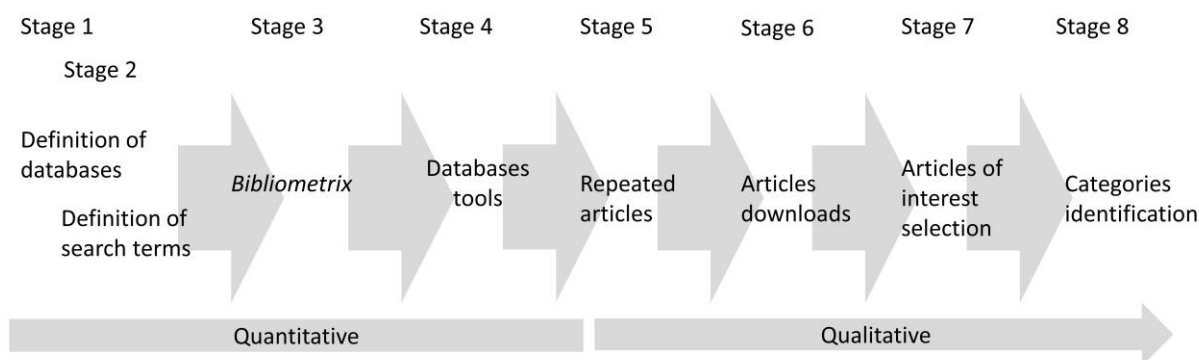 Stage 1
Stage 3
Stage 4
Stage 5
Stage 6
Stage 7
Stage 8
Stage 2
Definition of
databases
Definition of
search terms
Bibliometrix
Databases
tools
Repeated
articles
Articles
downloads
Articles of
interest
selection
Categories
identification
Quantitative
Qualitative